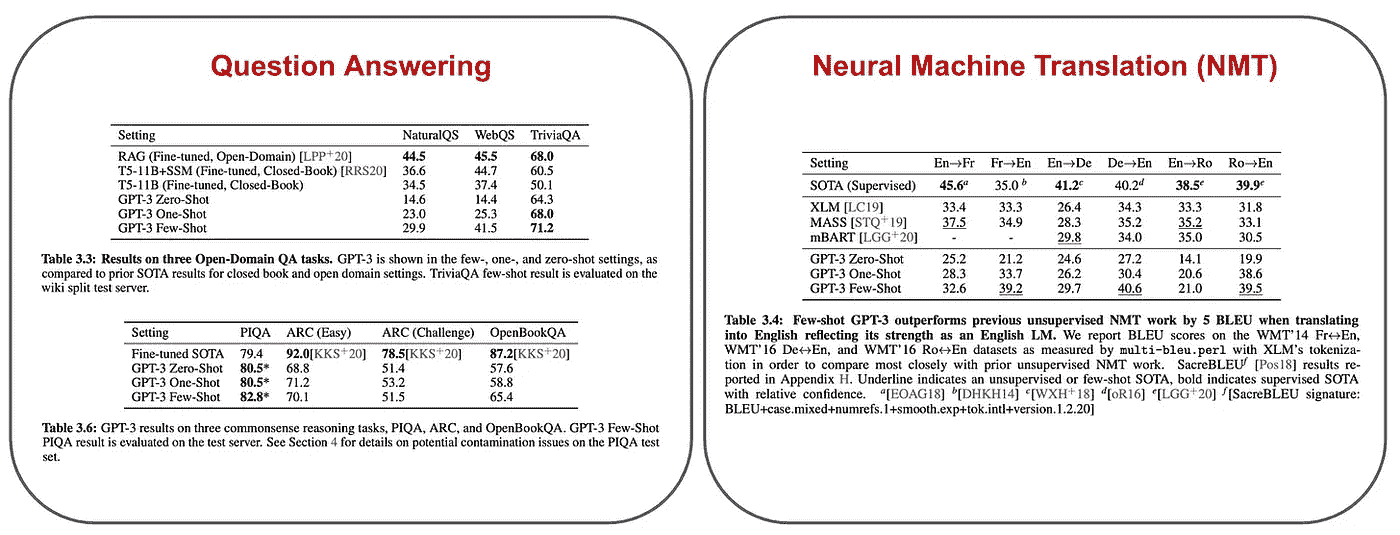 Question Answering
Setting NaturalQS WebQS TriviaQA
RAG (Fine-tuned, Open-Domain) [LPP+20] 44.5 45.5 68.0
T5-11B+SSM (Fine-tuned, Closed-Book) [RRS20] 36.6 44.7 60.5
T5-11B (Fine-tuned, Closed-Book) 34.5 37.4 50.1
GPT-3 Zero-Shot 14.6 14.4 64.3
GPT-3 One-Shot 23.0 25.3 68.0
GPT-3 Few-Shot 29.9 41.5 71.2
Table 3.3: Results on three Open-Domain QA tasks. GPT-3 is shown in the few-, one-, and zero-shot settings, as
compared to prior SOTA results for closed book and open domain settings. TriviaQA few-shot result is evaluated on the
wiki split test server.
Setting PIQA ARC (Easy) ARC (Challenge) OpenBookQA
Fine-tuned SOTA 79.4 92.0[KKS+20] 78.5[KKS+20] 87.2[KKS+20]
GPT-3 Zero-Shot 80.5* 68.8 51.4 57.6
GPT-3 One-Shot 80.5* 71.2 53.2 58.8
GPT-3 Few-Shot 82.8* 70.1 51.5 65.4
Table 3.6: GPT-3 results on three commonsense reasoning tasks, PIQA, ARC, and OpenBookQA. GPT-3 Few-Shot
PIQA result is evaluated on the test server. See Section 4 for details on potential contamination issues on the PIQA test
set.
Neural Machine Translation (NMT)
Setting En→Fr Fr→En En→De De→En En→Ro Ro→En
SOTA (Supervised) 45.6a 35.0 b 41.2c 40.2d 38.5e 39.9e
XLM [LC19] 33.4 33.3 26.4 34.3 33.3 31.8
MASS [STQ+19] 37.5 34.9 28.3 35.2 35.2 33.1
mBART [LGG+20] - - 29.8 34.0 35.0 30.5
GPT-3 Zero-Shot 25.2 21.2 24.6 27.2 14.1 19.9
GPT-3 One-Shot 28.3 33.7 26.2 30.4 20.6 38.6
GPT-3 Few-Shot 32.6 39.2 29.7 40.6 21.0 39.5
Table 3.4: Few-shot GPT-3 outperforms previous unsupervised NMT work by 5 BLEU when translating
into English reflecting its strength as an English LM. We report BLEU scores on the WMT'14 Fr↔En,
WMT'16 De↔En, and WMT'16 Ro↔En datasets as measured by multi-bleu.perl with XLM's tokeniza-
tion in order to compare most closely with prior unsupervised NMT work. SacreBLEUf [Pos18] results re-
ported in Appendix H. Underline indicates an unsupervised or few-shot SOTA, bold indicates supervised SOTA
with relative confidence. a[EOAG18] b[DHKH14] c[WXH+18] d[oR16] e[LGG+20] f[SacreBLEU signature:
BLEU+case.mixed+numrefs.1+smooth.exp+tok.intl+version.1.2.20]